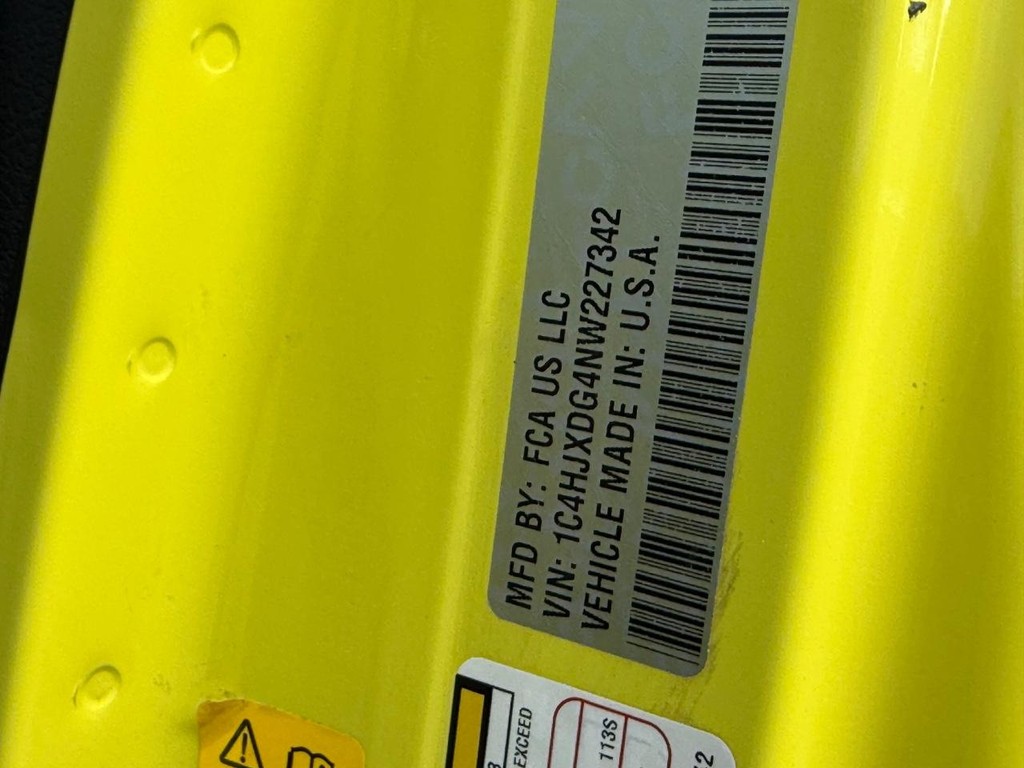 MFD BY: FCA US LLC
VIN: 1C4HJXDG4NW227342
VEHICLE MADE IN: U.S.A.
EXCEED
113S